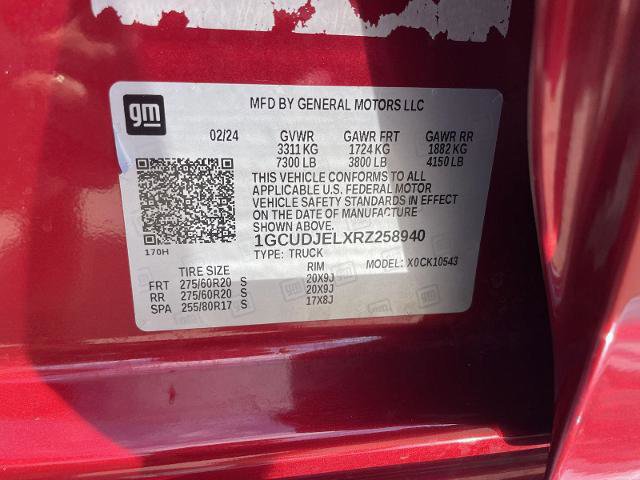 gm
MFD BY GENERAL MOTORS LLC
02/24 GVWR GAWR FRT GAWR RR
3311 KG 1724 KG 1882 KG
7300 LB 3800 LB 4150 LB
THIS VEHICLE CONFORMS TO ALL
APPLICABLE U.S. FEDERAL MOTOR
VEHICLE SAFETY STANDARDS IN EFFECT
ON THE DATE OF MANUFACTURE
SHOWN ABOVE.
1GCUDJELXRZ258940
170H TYPE: TRUCK MODEL: X0CK10543
TIRE SIZE RIM
FRT 275/60R20 S 20X9J
RR 275/60R20 S 20X9J
SPA 255/80R17 S 17X8J